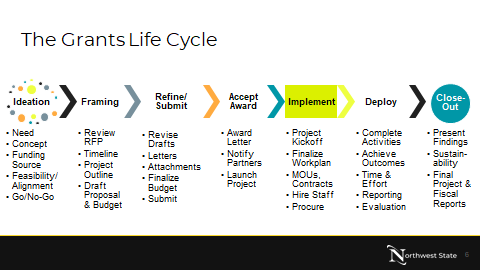 The Grants Life Cycle
Ideation
Framing
Refine/
Submit
Accept
Award
Implement
Deploy
Close-
Out
• Need
• Concept
• Funding
Source
• Feasibility/
Alignment
• Go/No-Go
• Review
RFP
• Timeline
• Project
Outline
• Draft
Proposal
& Budget
• Revise
Drafts
• Letters
• Attachments
• Finalize
Budget
• Submit
• Award
Letter
• Notify
Partners
• Launch
Project
• Project
Kickoff
• Finalize
Workplan
• MOUs,
Contracts
• Hire Staff
• Procure
• Complete
Activities
• Achieve
Outcomes
• Time &
Effort
• Reporting
• Evaluation
• Present
Findings
• Sustain-
ability
• Final
Project &
Fiscal
Reports
Northwest State
6